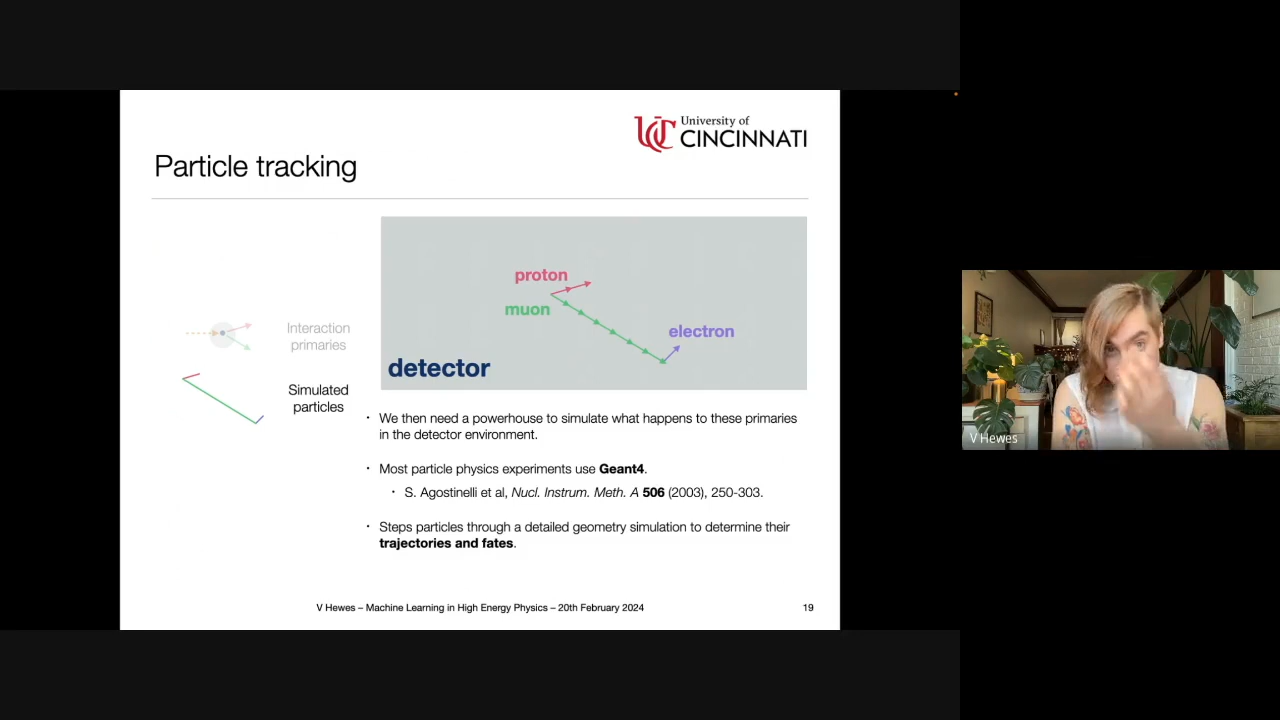 University of
CINCINNATI
Particle tracking
proton
muon
electron
detector
Interaction
primaries
Simulated
particles
· We then need a powerhouse to simulate what happens to these primaries
in the detector environment.
· Most particle physics experiments use Geant4.
· S. Agostinelli et al, Nucl. Instrum. Meth. A 506 (2003), 250-303.
· Steps particles through a detailed geometry simulation to determine their
trajectories and fates.
V Hewes – Machine Learning in High Energy Physics – 20th February 2024
19
V Hewes